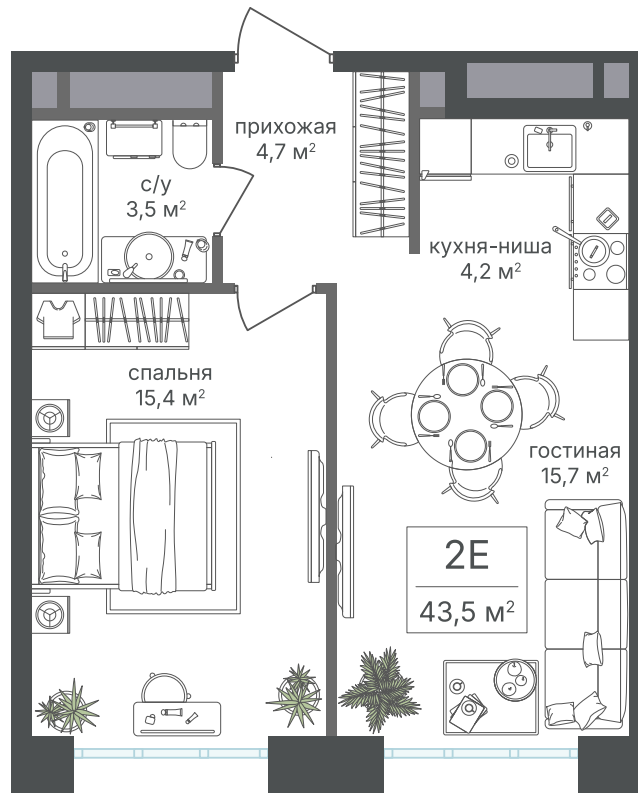 прихожая
4,7 м²
с/у
3,5 м²
кухня-ниша
4,2 м²
спальня
15,4 м²
гостиная
15,7 м²
2Е
43,5 м²